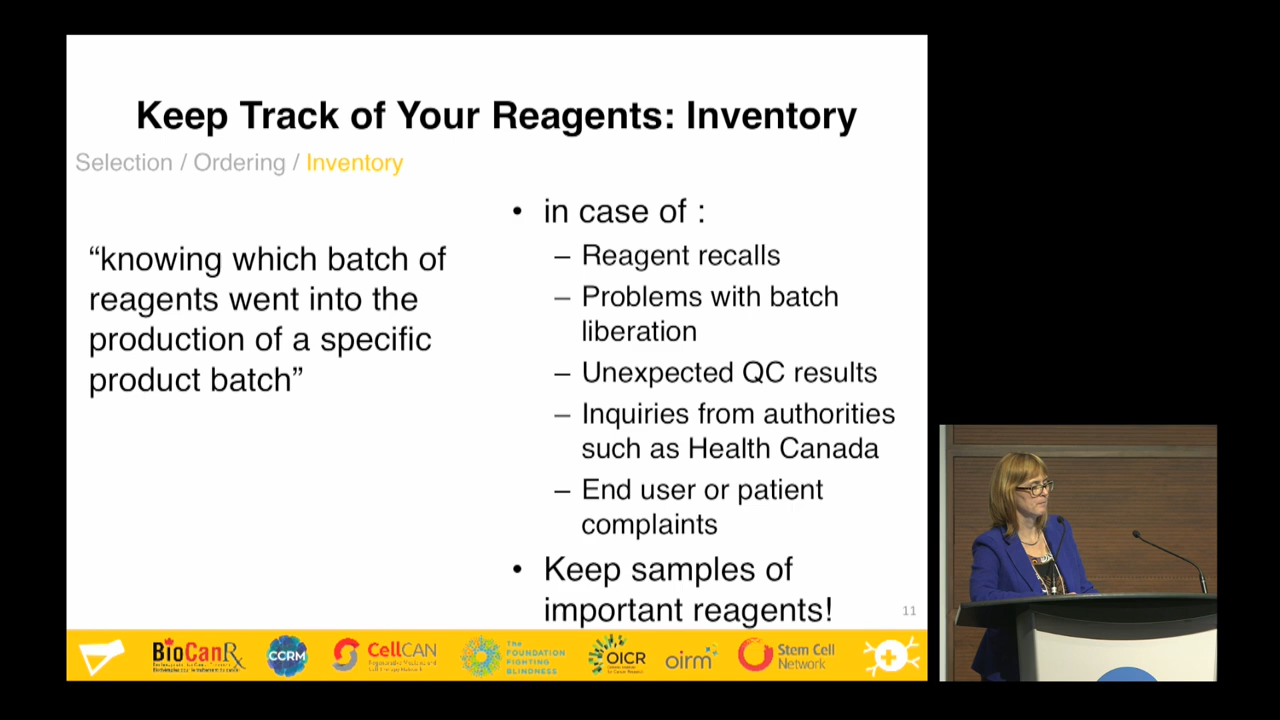 Keep Track of Your Reagents: Inventory
Selection / Ordering / Inventory
“knowing which batch of
reagents went into the
production of a specific
product batch”
• in case of :
– Reagent recalls
– Problems with batch
liberation
– Unexpected QC results
– Inquiries from authorities
such as Health Canada
– End user or patient
complaints
• Keep samples of
important reagents!
11
BioCanRx
CCRM
CellCAN
THE
FOUNDATION
FIGHTING
BLINDNESS
OICR
oirm
Stem Cell
Network